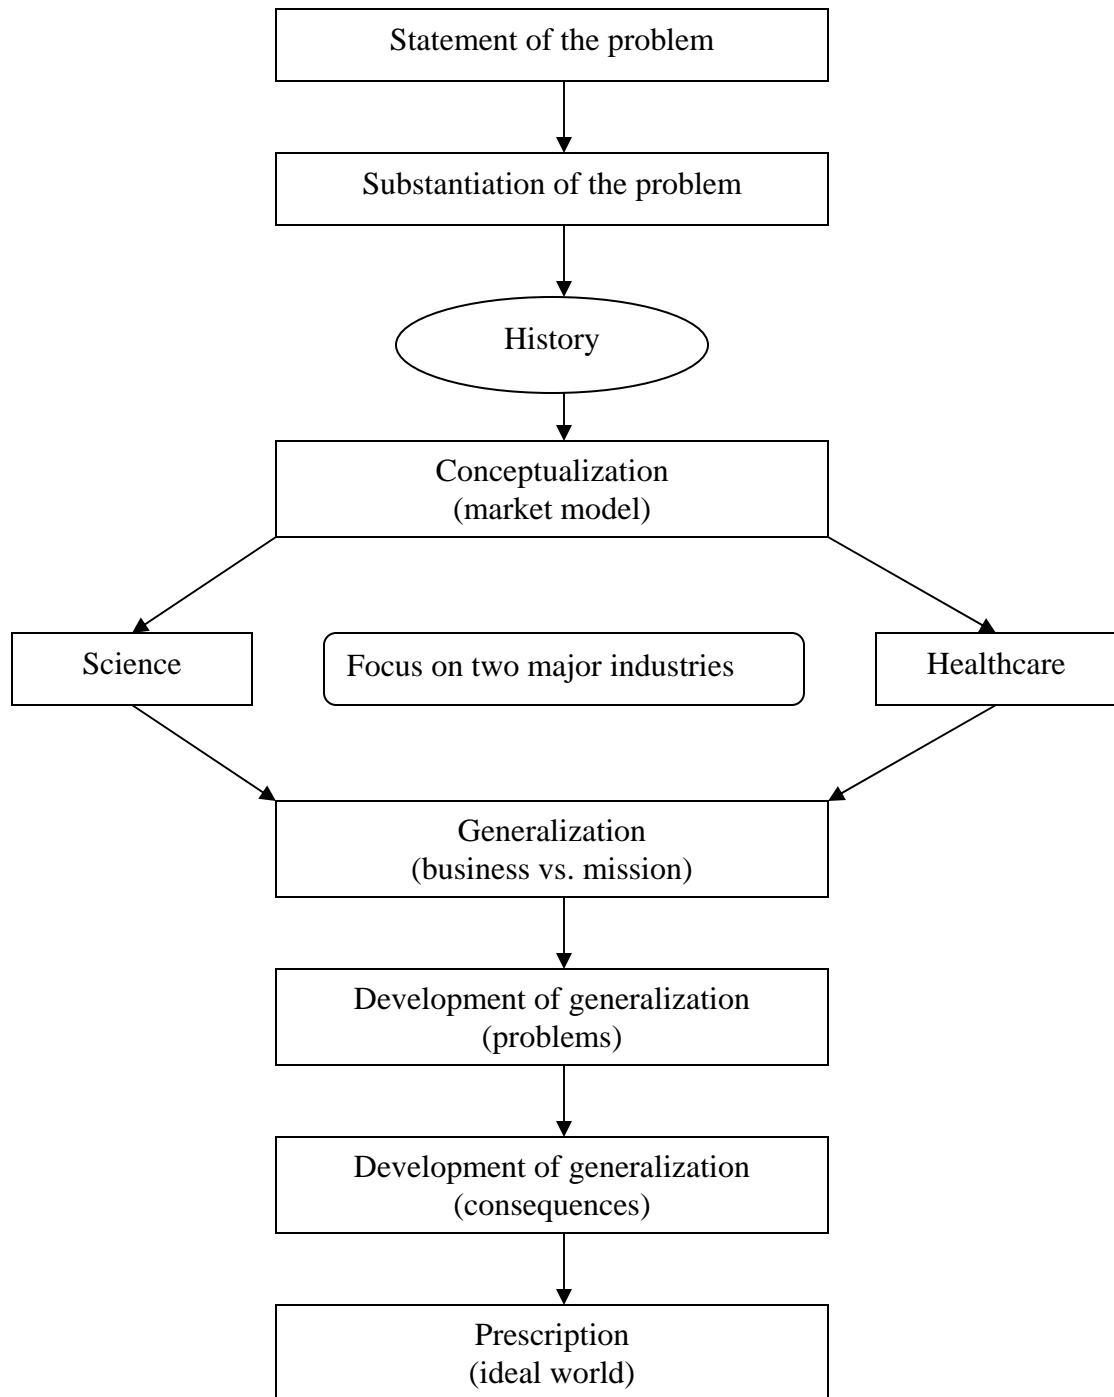 Statement of the problem
Substantiation of the problem
History
Conceptualization
(market model)
Science
Focus on two major industries
Healthcare
Generalization
(business vs. mission)
Development of generalization
(problems)
Development of generalization
(consequences)
Prescription
(ideal world)